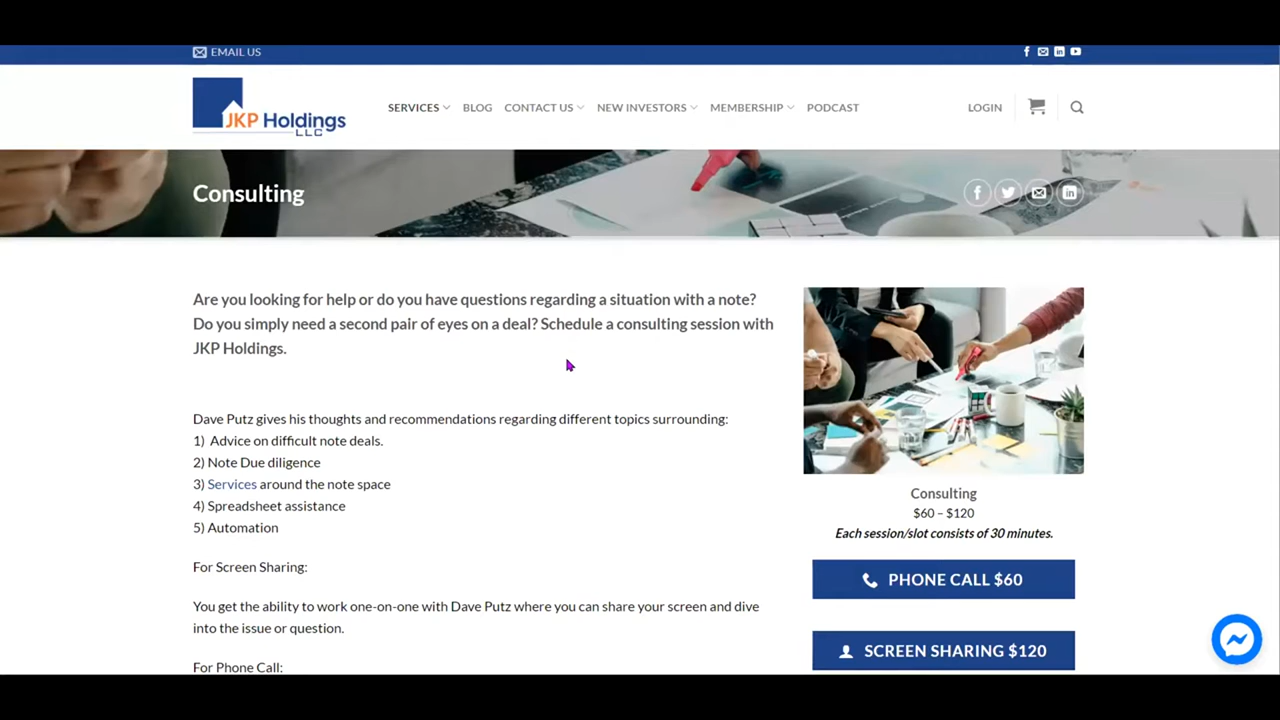 EMAIL US
JKP Holdings
LLC
SERVICES BLOG CONTACT US NEW INVESTORS MEMBERSHIP PODCAST LOGIN
Consulting
Are you looking for help or do you have questions regarding a situation with a note?
Do you simply need a second pair of eyes on a deal? Schedule a consulting session with
JKP Holdings.
Dave Putz gives his thoughts and recommendations regarding different topics surrounding:
1) Advice on difficult note deals.
2) Note Due diligence
3) Services around the note space
4) Spreadsheet assistance
5) Automation
For Screen Sharing:
You get the ability to work one-on-one with Dave Putz where you can share your screen and dive
into the issue or question.
For Phone Call:
Consulting
$60 – $120
Each session/slot consists of 30 minutes.
PHONE CALL $60
SCREEN SHARING $120